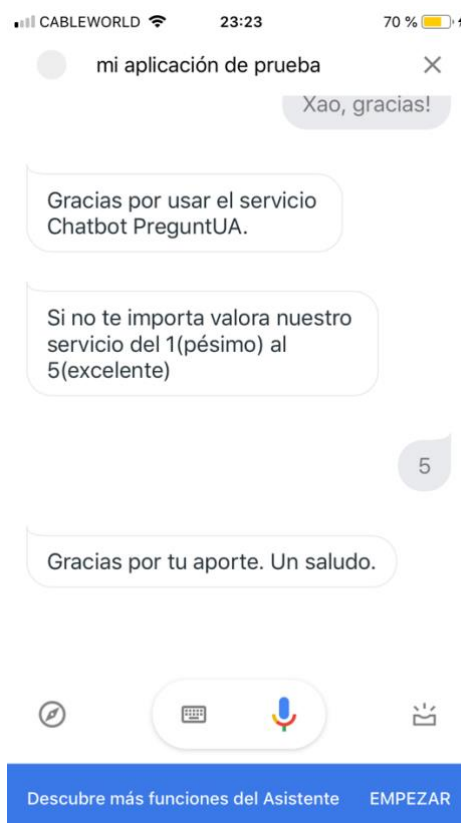 CABLEWORLD 23:23 70 %
mi aplicación de prueba
Xao, gracias!
Gracias por usar el servicio
Chatbot PreguntUA.
Si no te importa valora nuestro
servicio del 1(pésimo) al
5(excelente)
5
Gracias por tu aporte. Un saludo.
Descubre más funciones del Asistente EMPEZAR